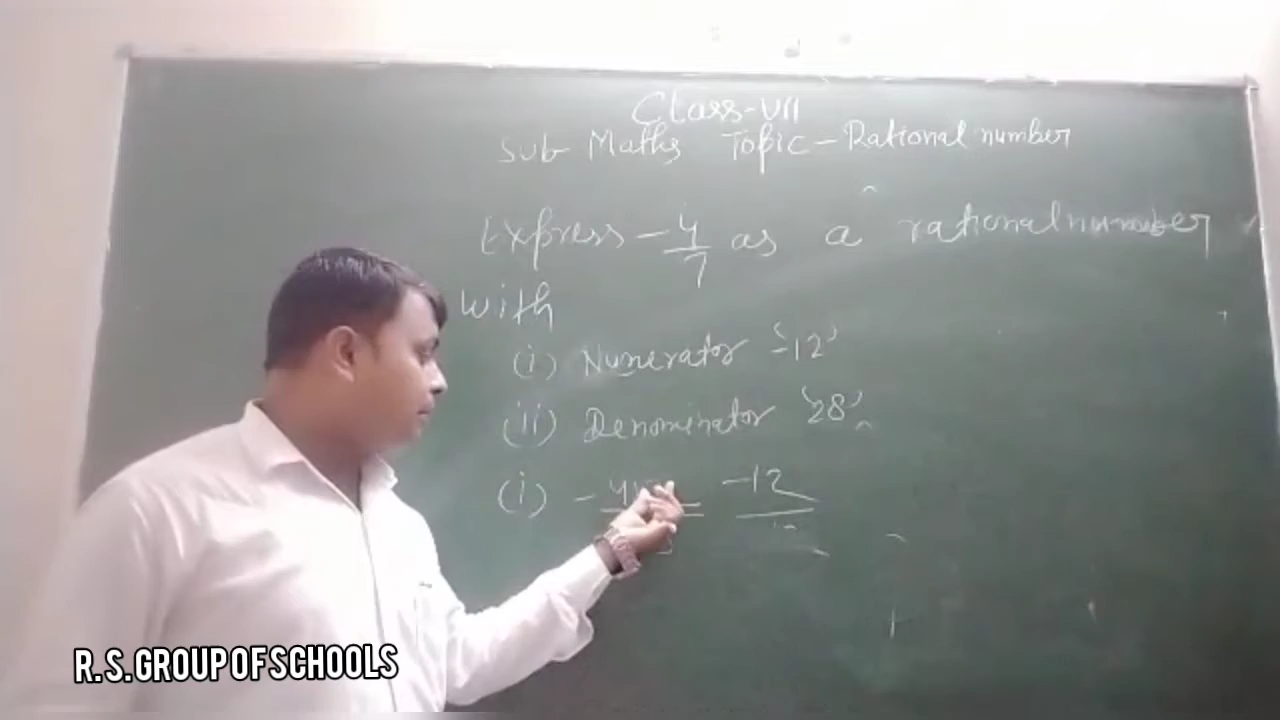 Class-VII
Sub Maths Topic-Rational number
Express -4/7 as a rational number
with
(i) Numerator '-12'
(ii) Denominator '28'
(i) - 4 = -12
R.S. GROUP OF SCHOOLS